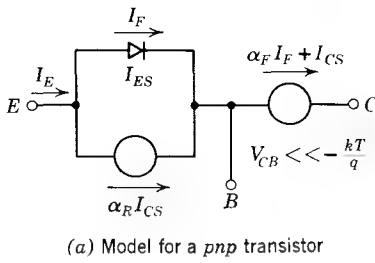 I_F
α_F I_F + I_CS
I_E
I_ES
E
C
V_CB << - kT/q
α_R I_CS
B
(a) Model for a pnp transistor